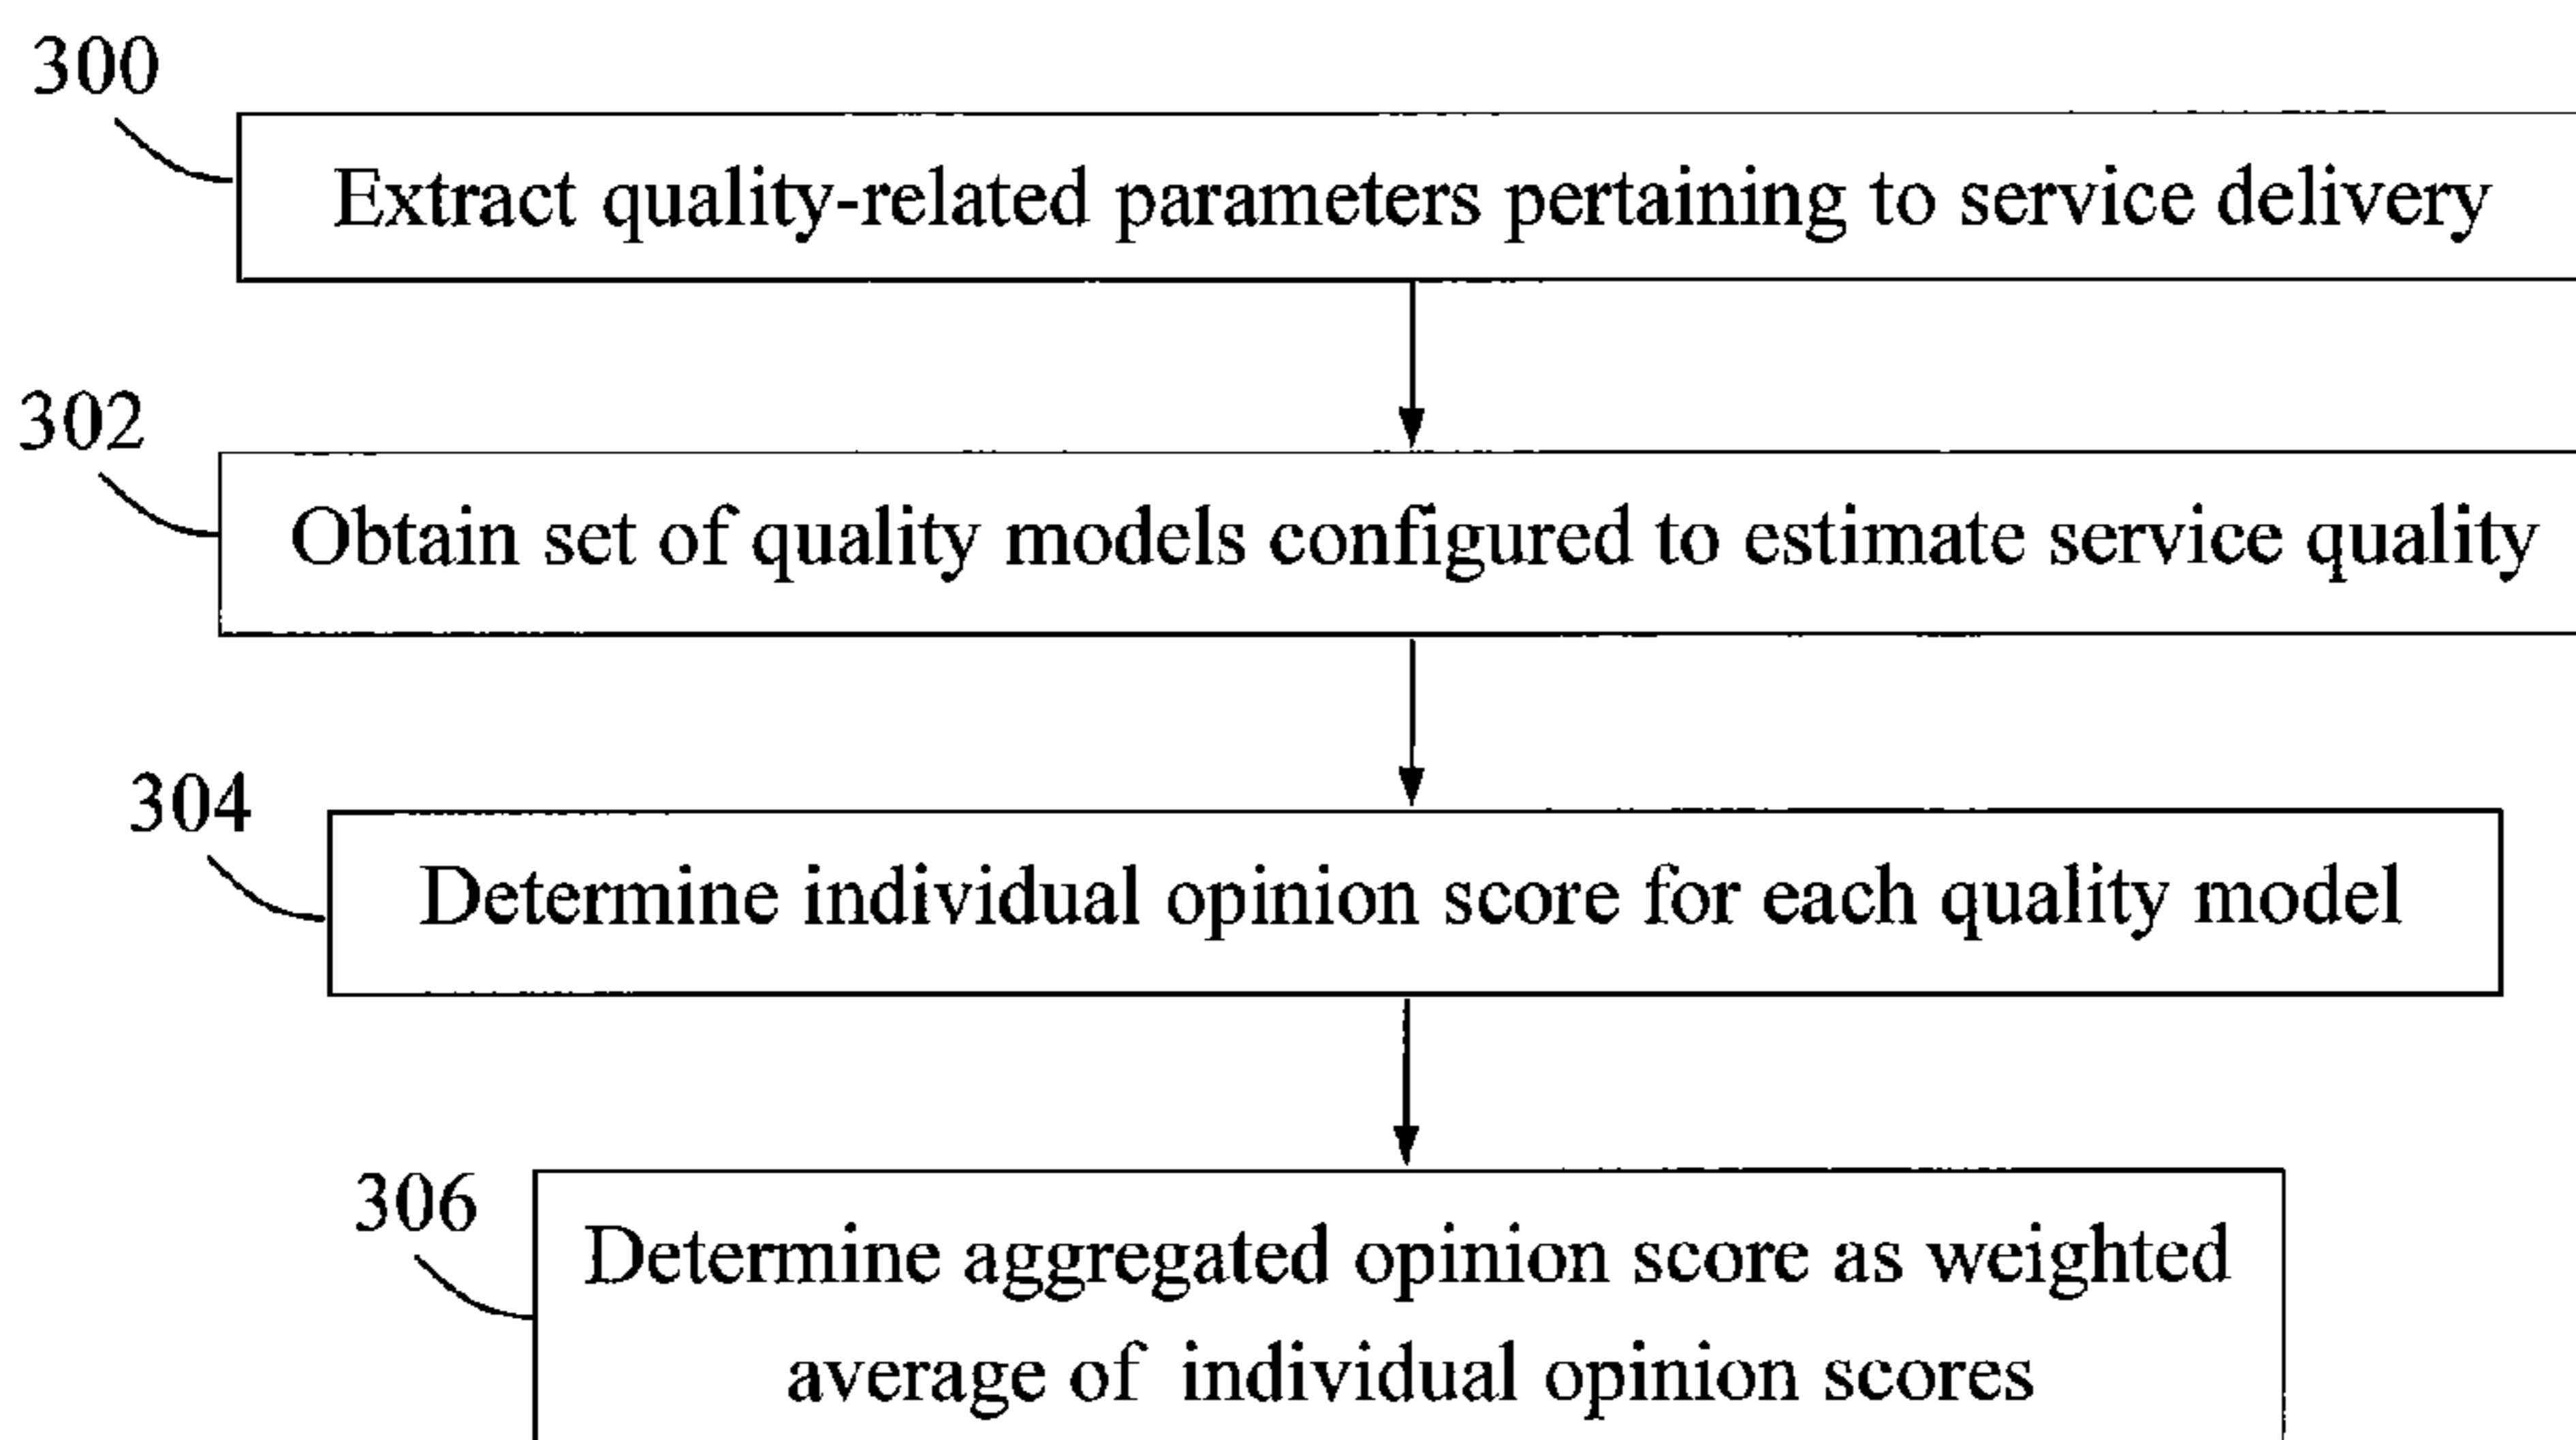 300
Extract quality-related parameters pertaining to service delivery
302
Obtain set of quality models configured to estimate service quality
304
Determine individual opinion score for each quality model
306
Determine aggregated opinion score as weighted
average of individual opinion scores